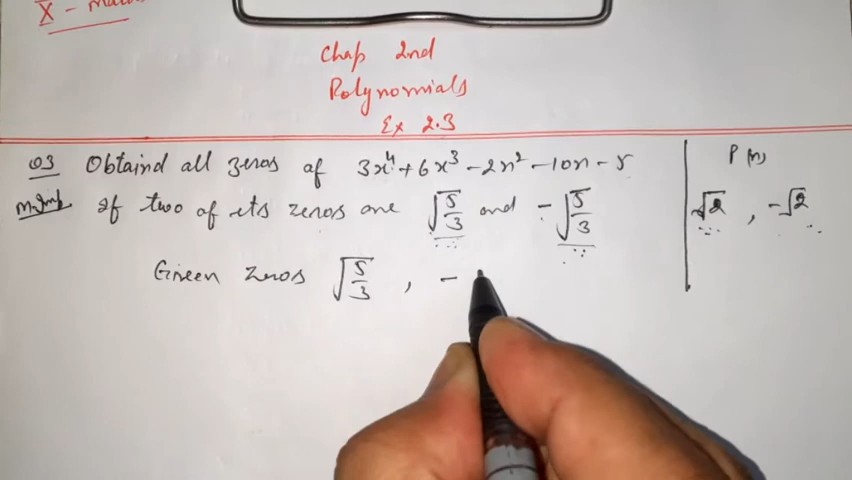 X - Math
Chap 2nd
Polynomials
Ex 2.3
Q3 Obtaind all zeros of 3x⁴+6x³-2x²-10x-5
M.Imp If two of its zeros are √5/3 and -√5/3
Given zeros √5/3 , -
P(x)
√2 , -√2